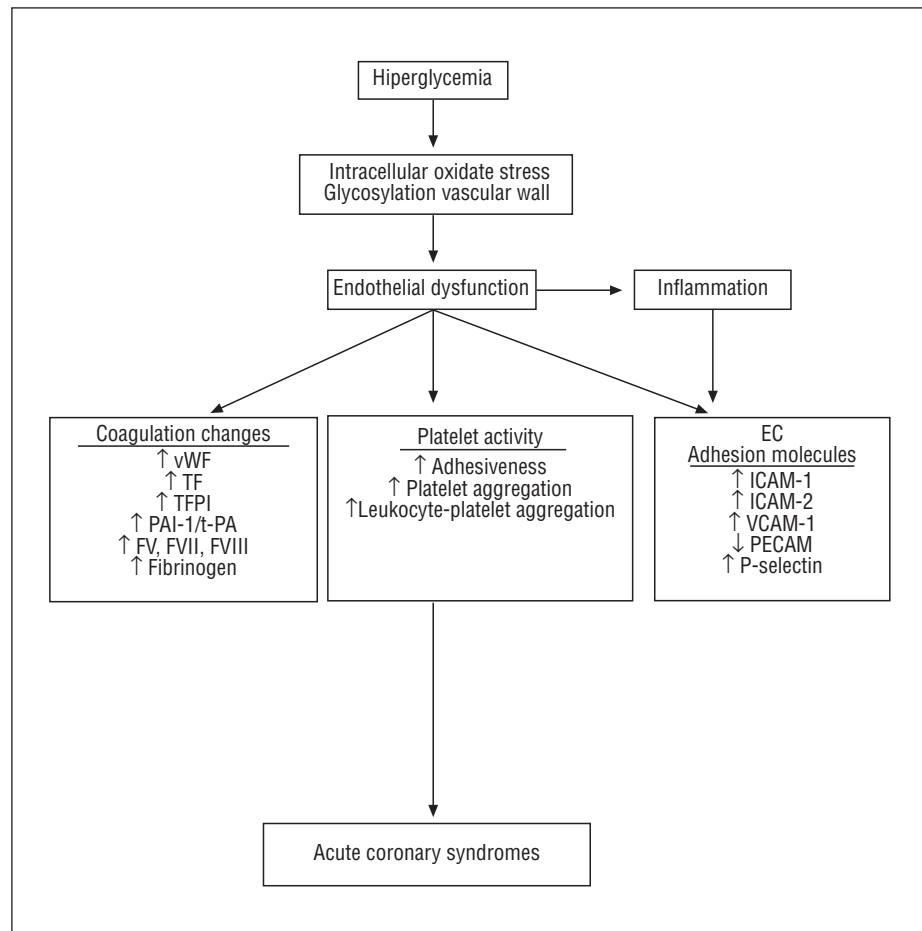 Hiperglycemia
Intracellular oxidate stress
Glycosylation vascular wall
Endothelial dysfunction
Inflammation
Coagulation changes
↑ vWF
↑ TF
↑ TFPI
↑ PAI-1/t-PA
↑ FV, FVII, FVIII
↑ Fibrinogen
Platelet activity
↑ Adhesiveness
↑ Platelet aggregation
↑Leukocyte-platelet aggregation
EC
Adhesion molecules
↑ ICAM-1
↑ ICAM-2
↑ VCAM-1
↓ PECAM
↑ P-selectin
Acute coronary syndromes